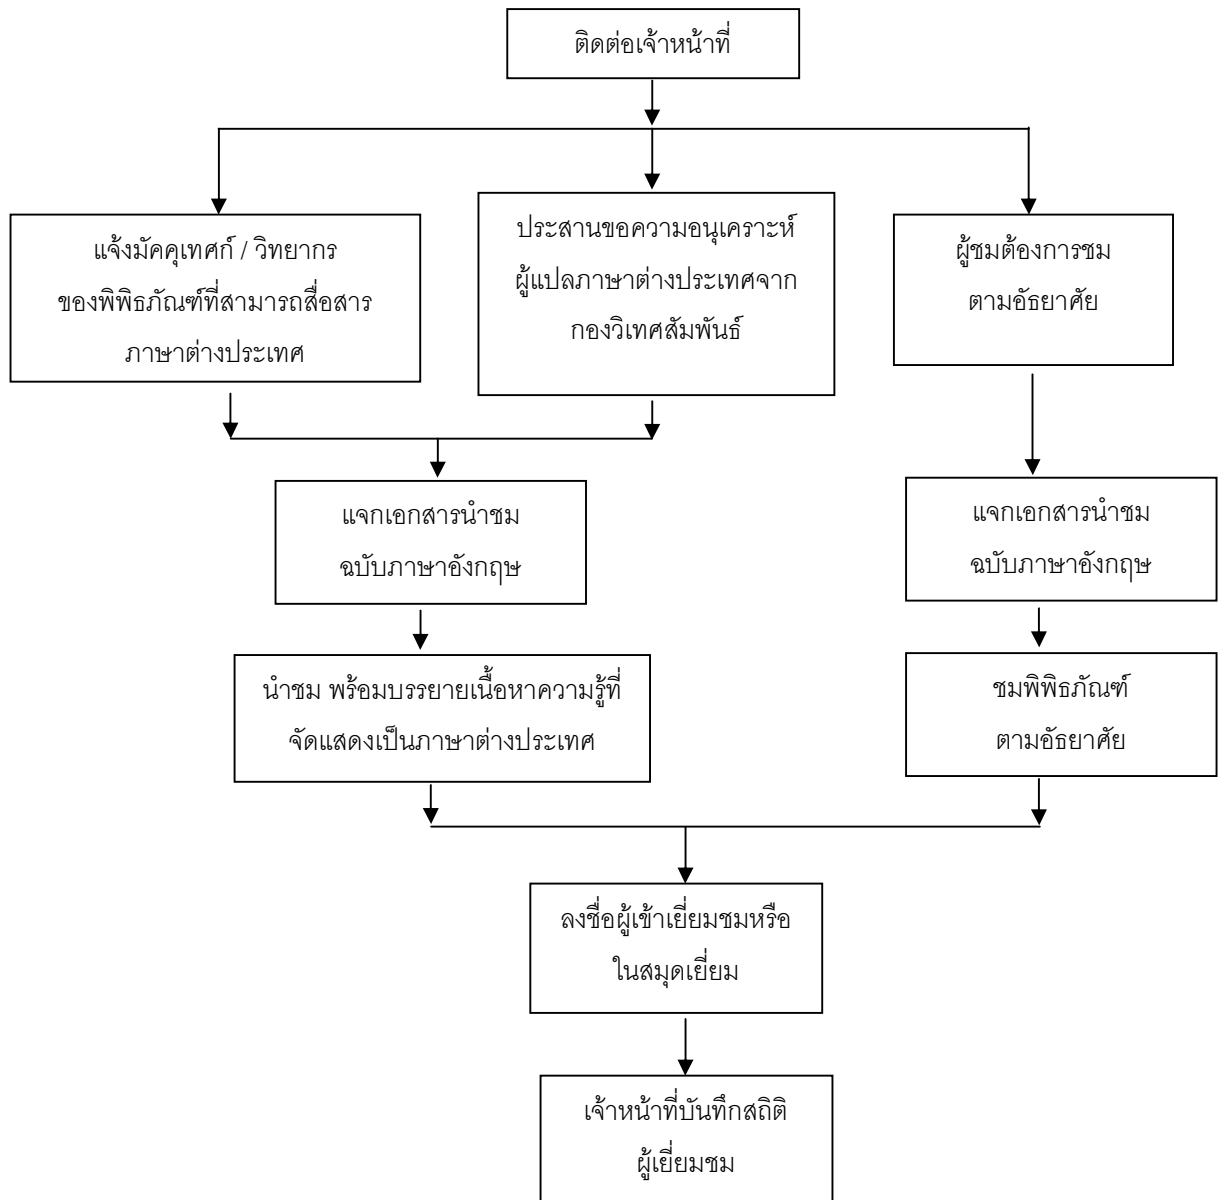 ติดต่อเจ้าหน้าที่
แจ้งมัคคุเทศก์ / วิทยากร
ของพิพิธภัณฑ์ที่สามารถสื่อสาร
ภาษาต่างประเทศ
ประสานขอความอนุเคราะห์
ผู้แปลภาษาต่างประเทศจาก
กองวิเทศสัมพันธ์
ผู้ชมต้องการชม
ตามอัธยาศัย
แจกเอกสารนำชม
ฉบับภาษาอังกฤษ
แจกเอกสารนำชม
ฉบับภาษาอังกฤษ
นำชม พร้อมบรรยายเนื้อหาความรู้ที่
จัดแสดงเป็นภาษาต่างประเทศ
ชมพิพิธภัณฑ์
ตามอัธยาศัย
ลงชื่อผู้เข้าเยี่ยมชมหรือ
ในสมุดเยี่ยม
เจ้าหน้าที่บันทึกสถิติ
ผู้เยี่ยมชม